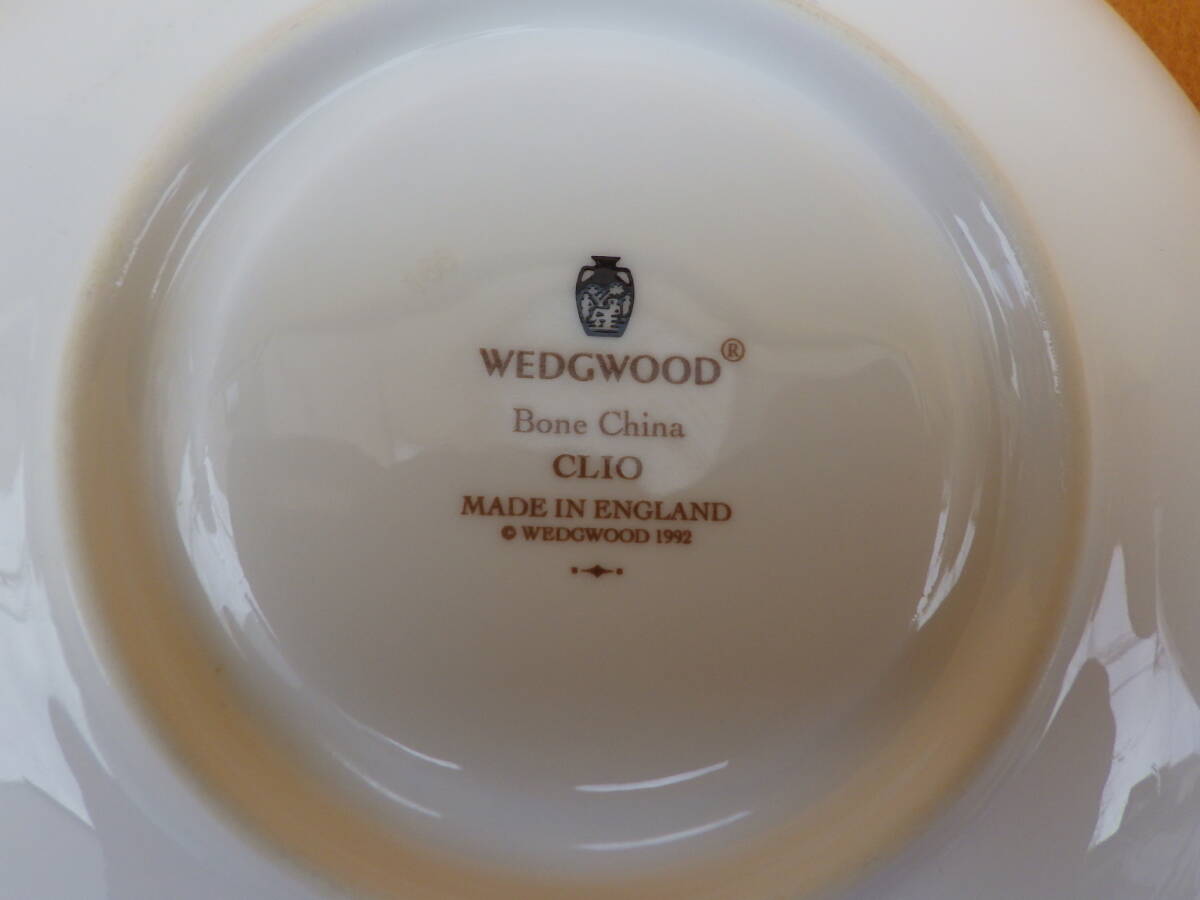 WEDGWOOD®
Bone China
CLIO
MADE IN ENGLAND
© WEDGWOOD 1992